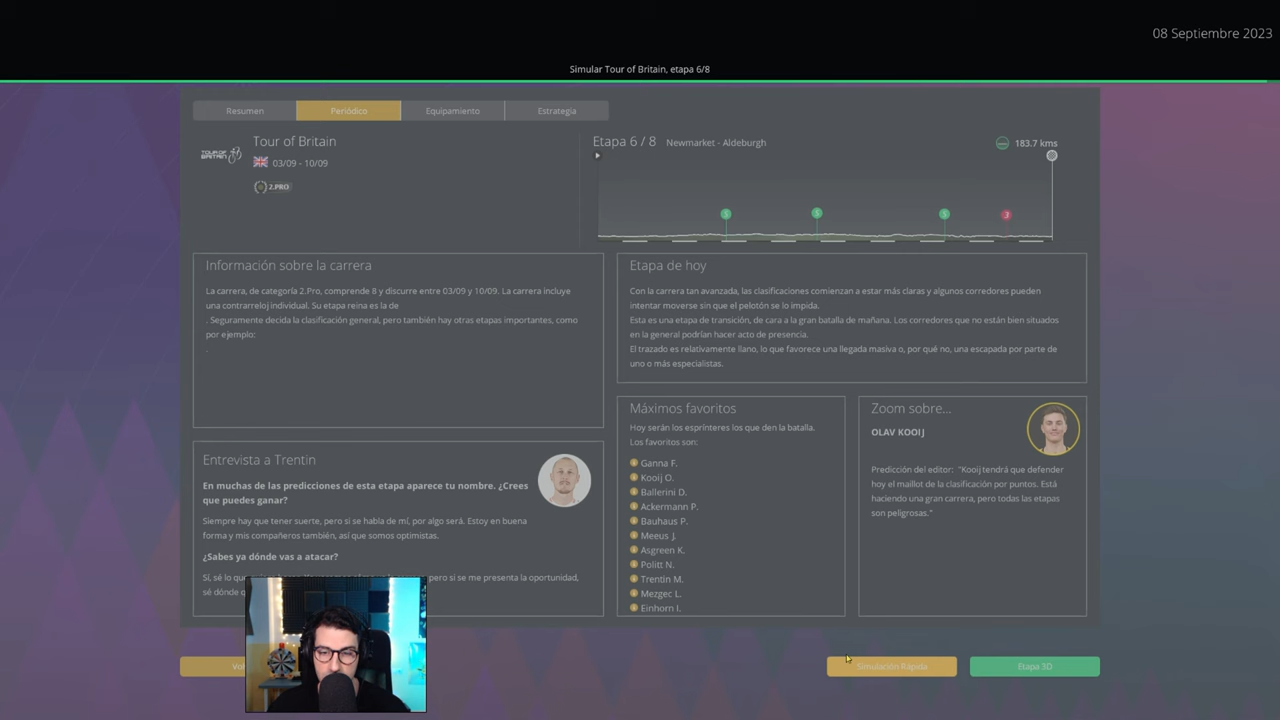 08 Septiembre 2023
Simular Tour of Britain, etapa 6/8
Resumen
Periódico
Equipamiento
Estrategia
TOUR OF BRITAIN
Tour of Britain
03/09 - 10/09
2.PRO
Etapa 6 / 8 Newmarket - Aldeburgh
183.7 kms
S
S
S
3
Información sobre la carrera
La carrera, de categoría 2.Pro, comprende 8 y discurre entre 03/09 y 10/09. La carrera incluye
una contrarreloj individual. Su etapa reina es la de
. Seguramente decida la clasificación general, pero también hay otras etapas importantes, como
por ejemplo:
.
Etapa de hoy
Con la carrera tan avanzada, las clasificaciones comienzan a estar más claras y algunos corredores pueden
intentar moverse sin que el pelotón se lo impida.
Esta es una etapa de transición, de cara a la gran batalla de mañana. Los corredores que no están bien situados
en la general podrían hacer acto de presencia.
El trazado es relativamente llano, lo que favorece una llegada masiva o, por qué no, una escapada por parte de
uno o más especialistas.
Entrevista a Trentin
En muchas de las predicciones de esta etapa aparece tu nombre. ¿Crees
que puedes ganar?
Siempre hay que tener suerte, pero si se habla de mí, por algo será. Estoy en buena
forma y mis compañeros también, así que somos optimistas.
¿Sabes ya dónde vas a atacar?
Sí, sé lo qu pero si se me presenta la oportunidad,
sé dónde
Máximos favoritos
Hoy serán los esprínteres los que den la batalla.
Los favoritos son:
Ganna F.
Kooij O.
Ballerini D.
Ackermann P.
Bauhaus P.
Meeus J.
Asgreen K.
Politt N.
Trentin M.
Mezgec L.
Einhorn I.
Zoom sobre...
OLAV KOOIJ
Predicción del editor: "Kooij tendrá que defender
hoy el maillot de la clasificación por puntos. Está
haciendo una gran carrera, pero todas las etapas
son peligrosas."
Simulación Rápida
Etapa 3D